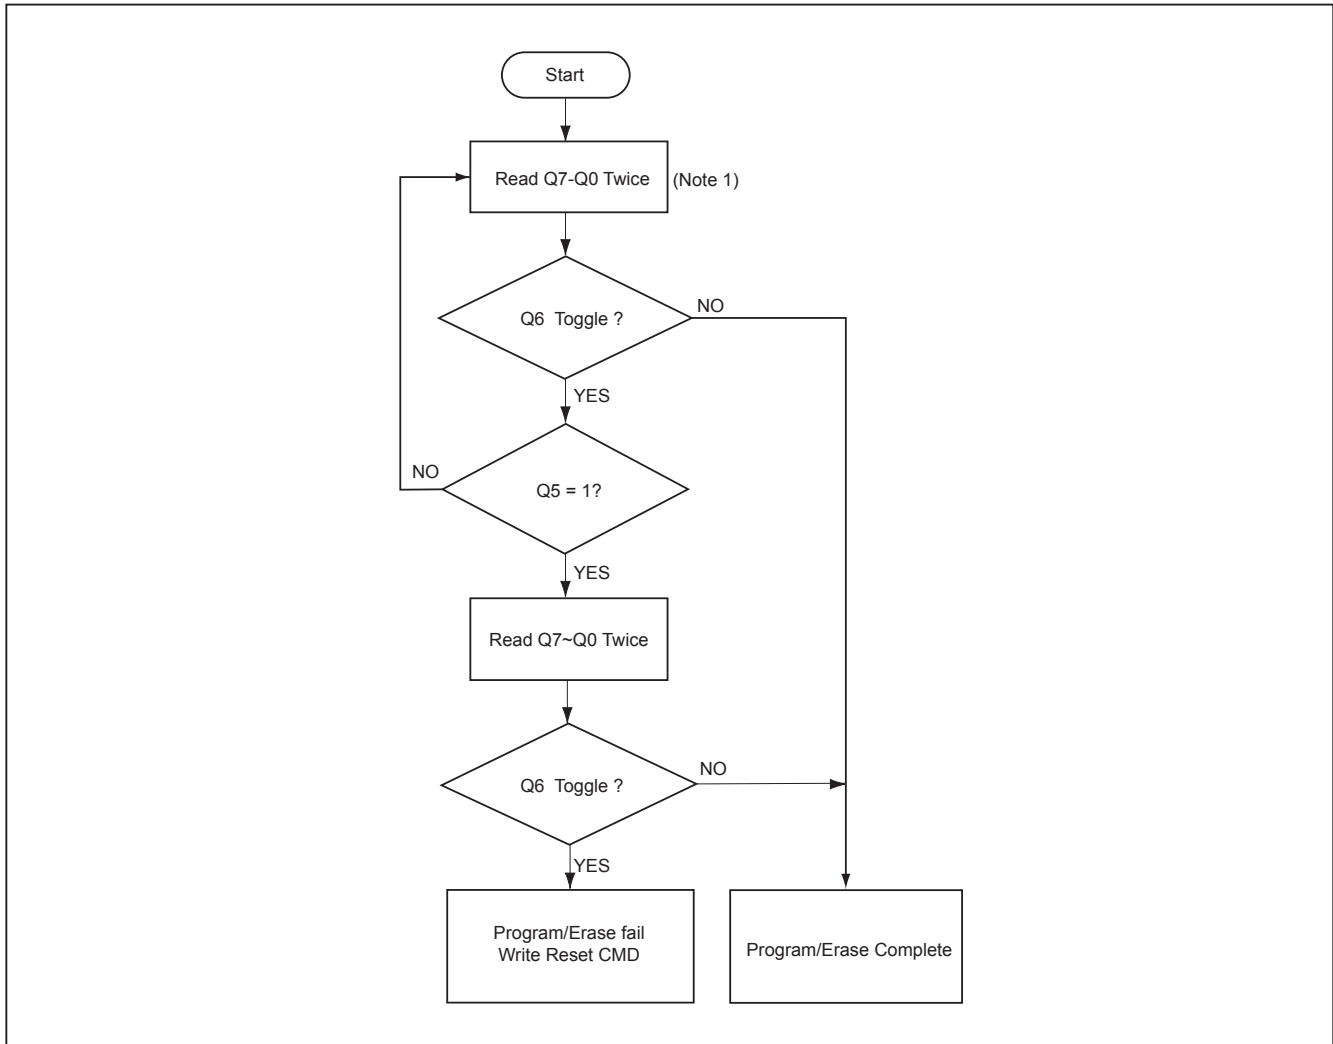 Start
Read Q7-Q0 Twice (Note 1)
Q6 Toggle ?
NO
YES
Q5 = 1?
NO
YES
Read Q7~Q0 Twice
Q6 Toggle ?
NO
YES
Program/Erase fail
Write Reset CMD
Program/Erase Complete